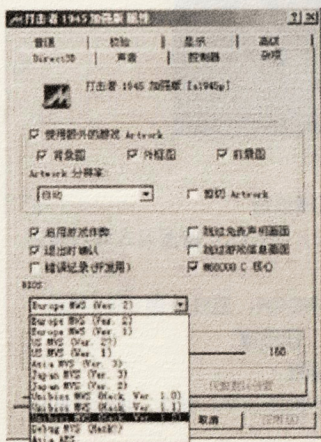 打击者 1945 加强版 属性
普通 校验 显示 高级
Direct3D 声音 控制器 杂项
打击者 1945 加强版 [s1945p]
使用额外的游戏 Artwork
背景图 外框图 前景图
Artwork 分辨率:
自动
剪切 Artwork
启用游戏作弊 跳过免责声明画面
退出时确认 跳过游戏信息画面
错误记录(开发用) M68000 C 核心
BIOS:
Europe MVS (Ver. 2)
Europe MVS (Ver. 2)
Europe MVS (Ver. 1)
US MVS (Ver. 2?)
US MVS (Ver. 1)
Asia MVS (Ver. 3)
Japan MVS (Ver. 3)
Japan MVS (Ver. 2)
Unibios MVS (Hack, Ver. 1.0)
Unibios MVS (Hack, Ver. 1.1)
Unibios MVS (Hack, Ver. 1.2)
Debug MVS (Hack?)
Asia AES
160
取消